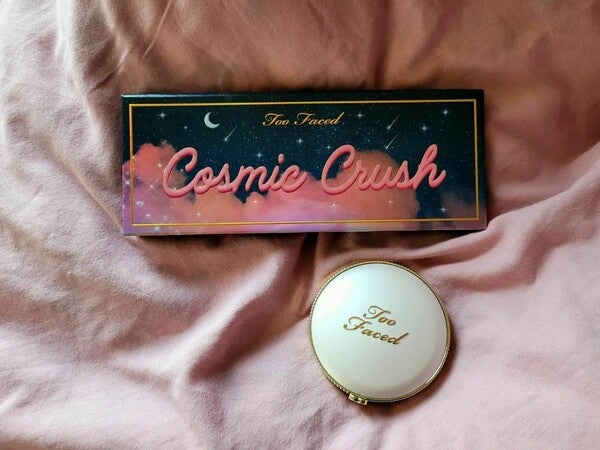 Too Faced
Cosmic Crush
Too
Faced